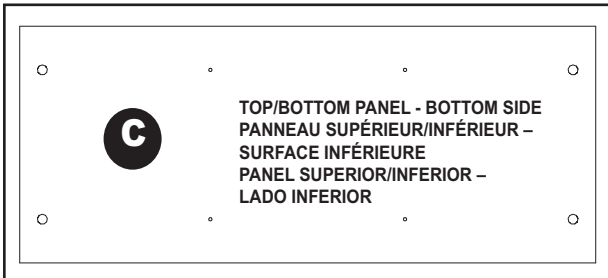 C
TOP/BOTTOM PANEL - BOTTOM SIDE
PANNEAU SUPÉRIEUR/INFÉRIEUR –
SURFACE INFÉRIEURE
PANEL SUPERIOR/INFERIOR –
LADO INFERIOR